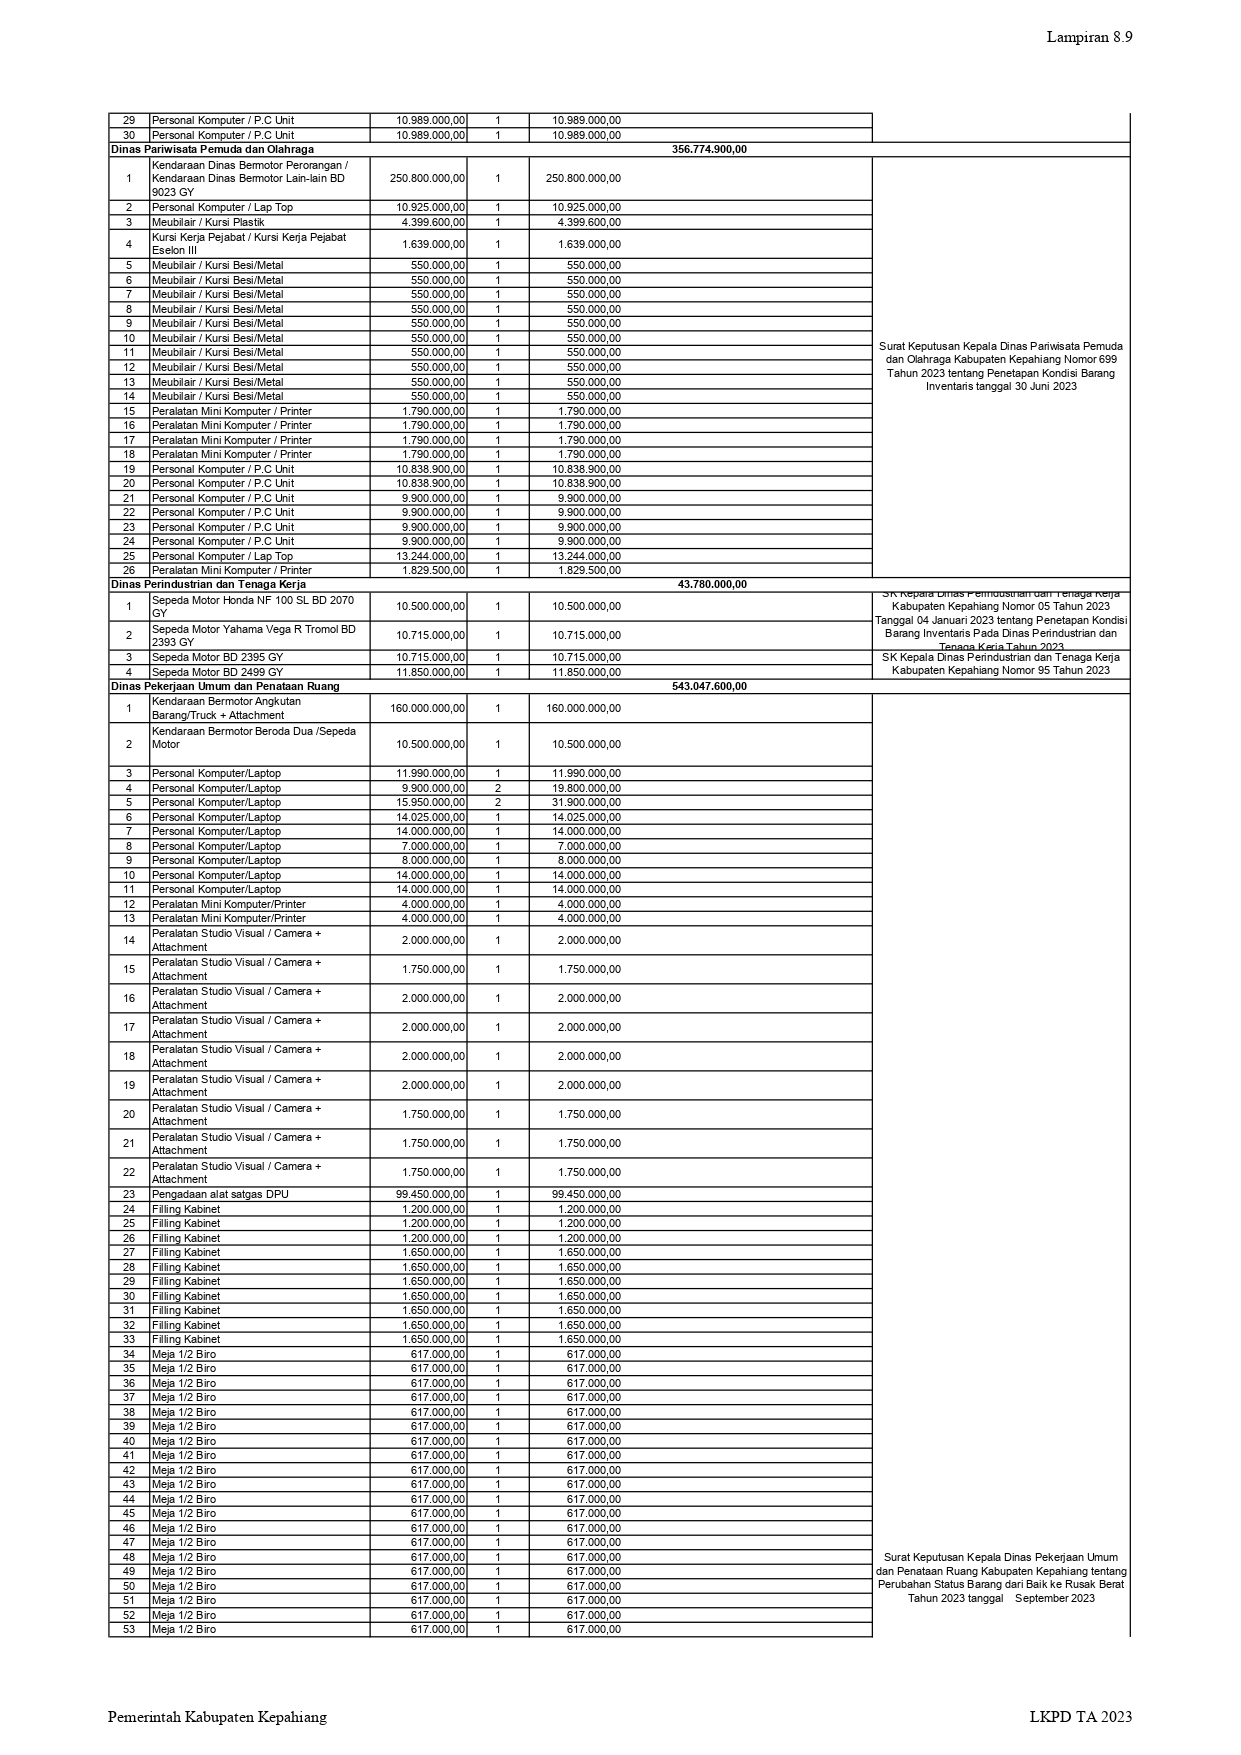 Lampiran 8.9
29 Personal Komputer / P.C Unit 10.989.000,00 1 10.989.000,00
30 Personal Komputer / P.C Unit 10.989.000,00 1 10.989.000,00
Dinas Pariwisata Pemuda dan Olahraga 356.774.900,00
Kendaraan Dinas Bermotor Perorangan /
1 Kendaraan Dinas Bermotor Lain-lain BD 250.800.000,00 1 250.800.000,00
9023 GY
2 Personal Komputer / Lap Top 10.925.000,00 1 10.925.000,00
3 Meubilair / Kursi Plastik 4.399.600,00 1 4.399.600,00
4 Kursi Kerja Pejabat / Kursi Kerja Pejabat 1.639.000,00 1 1.639.000,00
Eselon III
5 Meubilair / Kursi Besi/Metal 550.000,00 1 550.000,00
6 Meubilair / Kursi Besi/Metal 550.000,00 1 550.000,00
7 Meubilair / Kursi Besi/Metal 550.000,00 1 550.000,00
8 Meubilair / Kursi Besi/Metal 550.000,00 1 550.000,00
9 Meubilair / Kursi Besi/Metal 550.000,00 1 550.000,00
10 Meubilair / Kursi Besi/Metal 550.000,00 1 550.000,00
11 Meubilair / Kursi Besi/Metal 550.000,00 1 550.000,00
12 Meubilair / Kursi Besi/Metal 550.000,00 1 550.000,00
13 Meubilair / Kursi Besi/Metal 550.000,00 1 550.000,00
14 Meubilair / Kursi Besi/Metal 550.000,00 1 550.000,00
15 Peralatan Mini Komputer / Printer 1.790.000,00 1 1.790.000,00
16 Peralatan Mini Komputer / Printer 1.790.000,00 1 1.790.000,00
17 Peralatan Mini Komputer / Printer 1.790.000,00 1 1.790.000,00
18 Peralatan Mini Komputer / Printer 1.790.000,00 1 1.790.000,00
19 Personal Komputer / P.C Unit 10.838.900,00 1 10.838.900,00
20 Personal Komputer / P.C Unit 10.838.900,00 1 10.838.900,00
21 Personal Komputer / P.C Unit 9.900.000,00 1 9.900.000,00
22 Personal Komputer / P.C Unit 9.900.000,00 1 9.900.000,00
23 Personal Komputer / P.C Unit 9.900.000,00 1 9.900.000,00
24 Personal Komputer / P.C Unit 9.900.000,00 1 9.900.000,00
25 Personal Komputer / Lap Top 13.244.000,00 1 13.244.000,00
26 Peralatan Mini Komputer / Printer 1.829.500,00 1 1.829.500,00
Surat Keputusan Kepala Dinas Pariwisata Pemuda
dan Olahraga Kabupaten Kepahiang Nomor 699
Tahun 2023 tentang Penetapan Kondisi Barang
Inventaris tanggal 30 Juni 2023
Dinas Perindustrian dan Tenaga Kerja 43.780.000,00
1 Sepeda Motor Honda NF 100 SL BD 2070 10.500.000,00 1 10.500.000,00
GY
2 Sepeda Motor Yahama Vega R Tromol BD 10.715.000,00 1 10.715.000,00
2393 GY
SK Kepala Dinas Perindustrian dan Tenaga Kerja
Kabupaten Kepahiang Nomor 05 Tahun 2023
Tanggal 04 Januari 2023 tentang Penetapan Kondisi
Barang Inventaris Pada Dinas Perindustrian dan
Tenaga Kerja Tahun 2023
3 Sepeda Motor BD 2395 GY 10.715.000,00 1 10.715.000,00
4 Sepeda Motor BD 2499 GY 11.850.000,00 1 11.850.000,00
SK Kepala Dinas Perindustrian dan Tenaga Kerja
Kabupaten Kepahiang Nomor 95 Tahun 2023
Dinas Pekerjaan Umum dan Penataan Ruang 543.047.600,00
1 Kendaraan Bermotor Angkutan 160.000.000,00 1 160.000.000,00
Barang/Truck + Attachment
2 Kendaraan Bermotor Beroda Dua /Sepeda 10.500.000,00 1 10.500.000,00
Motor
3 Personal Komputer/Laptop 11.990.000,00 1 11.990.000,00
4 Personal Komputer/Laptop 9.900.000,00 2 19.800.000,00
5 Personal Komputer/Laptop 15.950.000,00 2 31.900.000,00
6 Personal Komputer/Laptop 14.025.000,00 1 14.025.000,00
7 Personal Komputer/Laptop 14.000.000,00 1 14.000.000,00
8 Personal Komputer/Laptop 7.000.000,00 1 7.000.000,00
9 Personal Komputer/Laptop 8.000.000,00 1 8.000.000,00
10 Personal Komputer/Laptop 14.000.000,00 1 14.000.000,00
11 Personal Komputer/Laptop 14.000.000,00 1 14.000.000,00
12 Peralatan Mini Komputer/Printer 4.000.000,00 1 4.000.000,00
13 Peralatan Mini Komputer/Printer 4.000.000,00 1 4.000.000,00
14 Peralatan Studio Visual / Camera + 2.000.000,00 1 2.000.000,00
Attachment
15 Peralatan Studio Visual / Camera + 1.750.000,00 1 1.750.000,00
Attachment
16 Peralatan Studio Visual / Camera + 2.000.000,00 1 2.000.000,00
Attachment
17 Peralatan Studio Visual / Camera + 2.000.000,00 1 2.000.000,00
Attachment
18 Peralatan Studio Visual / Camera + 2.000.000,00 1 2.000.000,00
Attachment
19 Peralatan Studio Visual / Camera + 2.000.000,00 1 2.000.000,00
Attachment
20 Peralatan Studio Visual / Camera + 1.750.000,00 1 1.750.000,00
Attachment
21 Peralatan Studio Visual / Camera + 1.750.000,00 1 1.750.000,00
Attachment
22 Peralatan Studio Visual / Camera + 1.750.000,00 1 1.750.000,00
Attachment
23 Pengadaan alat satgas DPU 99.450.000,00 1 99.450.000,00
24 Filling Kabinet 1.200.000,00 1 1.200.000,00
25 Filling Kabinet 1.200.000,00 1 1.200.000,00
26 Filling Kabinet 1.200.000,00 1 1.200.000,00
27 Filling Kabinet 1.650.000,00 1 1.650.000,00
28 Filling Kabinet 1.650.000,00 1 1.650.000,00
29 Filling Kabinet 1.650.000,00 1 1.650.000,00
30 Filling Kabinet 1.650.000,00 1 1.650.000,00
31 Filling Kabinet 1.650.000,00 1 1.650.000,00
32 Filling Kabinet 1.650.000,00 1 1.650.000,00
33 Filling Kabinet 1.650.000,00 1 1.650.000,00
34 Meja 1/2 Biro 617.000,00 1 617.000,00
35 Meja 1/2 Biro 617.000,00 1 617.000,00
36 Meja 1/2 Biro 617.000,00 1 617.000,00
37 Meja 1/2 Biro 617.000,00 1 617.000,00
38 Meja 1/2 Biro 617.000,00 1 617.000,00
39 Meja 1/2 Biro 617.000,00 1 617.000,00
40 Meja 1/2 Biro 617.000,00 1 617.000,00
41 Meja 1/2 Biro 617.000,00 1 617.000,00
42 Meja 1/2 Biro 617.000,00 1 617.000,00
43 Meja 1/2 Biro 617.000,00 1 617.000,00
44 Meja 1/2 Biro 617.000,00 1 617.000,00
45 Meja 1/2 Biro 617.000,00 1 617.000,00
46 Meja 1/2 Biro 617.000,00 1 617.000,00
47 Meja 1/2 Biro 617.000,00 1 617.000,00
48 Meja 1/2 Biro 617.000,00 1 617.000,00
49 Meja 1/2 Biro 617.000,00 1 617.000,00
50 Meja 1/2 Biro 617.000,00 1 617.000,00
51 Meja 1/2 Biro 617.000,00 1 617.000,00
52 Meja 1/2 Biro 617.000,00 1 617.000,00
53 Meja 1/2 Biro 617.000,00 1 617.000,00
Surat Keputusan Kepala Dinas Pekerjaan Umum
dan Penataan Ruang Kabupaten Kepahiang tentang
Perubahan Status Barang dari Baik ke Rusak Berat
Tahun 2023 tanggal September 2023
Pemerintah Kabupaten Kepahiang LKPD TA 2023